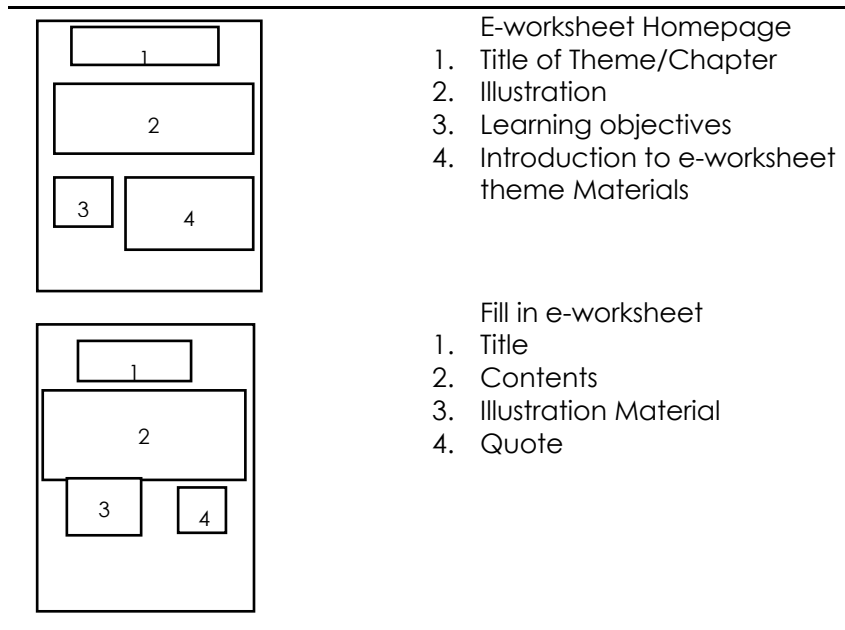 E-worksheet Homepage
1. Title of Theme/Chapter
2. Illustration
3. Learning objectives
4. Introduction to e-worksheet
theme Materials
1
2
3
4
Fill in e-worksheet
1. Title
2. Contents
3. Illustration Material
4. Quote
1
2
3
4